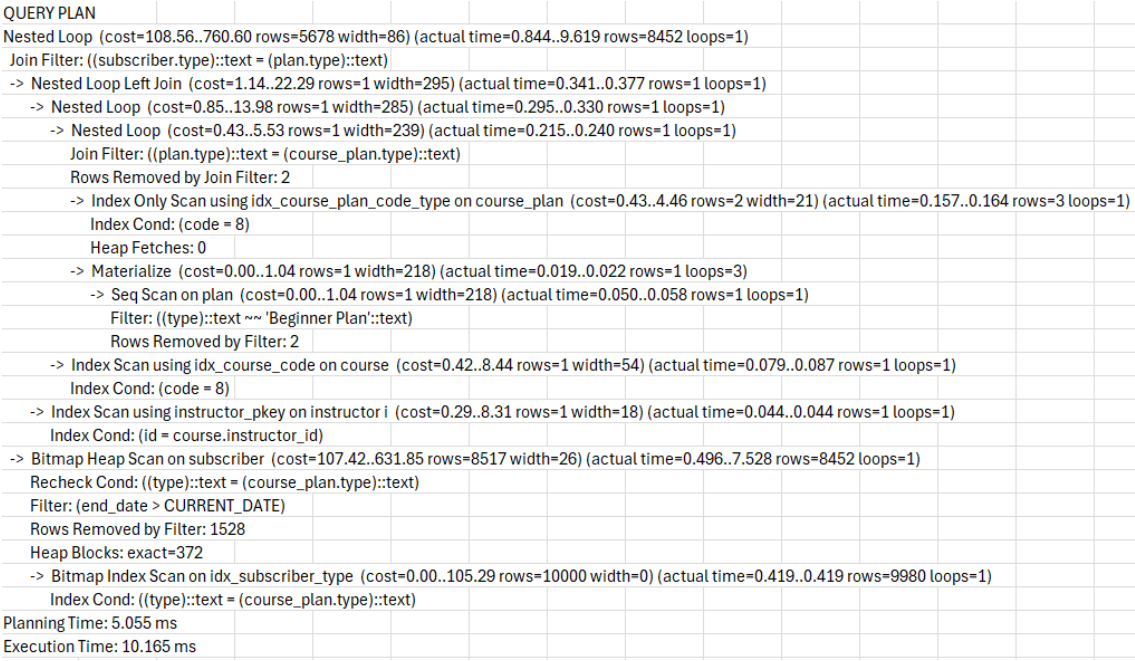 QUERY PLAN
Nested Loop (cost=108.56..760.60 rows=5678 width=86) (actual time=0.844..9.619 rows=8452 loops=1)
Join Filter: ((subscriber.type)::text = (plan.type)::text)
-> Nested Loop Left Join (cost=1.14..22.29 rows=1 width=295) (actual time=0.341..0.377 rows=1 loops=1)
-> Nested Loop (cost=0.85..13.98 rows=1 width=285) (actual time=0.295..0.330 rows=1 loops=1)
-> Nested Loop (cost=0.43..5.53 rows=1 width=239) (actual time=0.215..0.240 rows=1 loops=1)
Join Filter: ((plan.type)::text = (course_plan.type)::text)
Rows Removed by Join Filter: 2
-> Index Only Scan using idx_course_plan_code_type on course_plan (cost=0.43..4.46 rows=2 width=21) (actual time=0.157..0.164 rows=3 loops=1)
Index Cond: (code = 8)
Heap Fetches: 0
-> Materialize (cost=0.00..1.04 rows=1 width=218) (actual time=0.019..0.022 rows=1 loops=3)
-> Seq Scan on plan (cost=0.00..1.04 rows=1 width=218) (actual time=0.050..0.058 rows=1 loops=1)
Filter: ((type)::text ~~ 'Beginner Plan'::text)
Rows Removed by Filter: 2
-> Index Scan using idx_course_code on course (cost=0.42..8.44 rows=1 width=54) (actual time=0.079..0.087 rows=1 loops=1)
Index Cond: (code = 8)
-> Index Scan using instructor_pkey on instructor i (cost=0.29..8.31 rows=1 width=18) (actual time=0.044..0.044 rows=1 loops=1)
Index Cond: (id = course.instructor_id)
-> Bitmap Heap Scan on subscriber (cost=107.42..631.85 rows=8517 width=26) (actual time=0.496..7.528 rows=8452 loops=1)
Recheck Cond: ((type)::text = (course_plan.type)::text)
Filter: (end_date > CURRENT_DATE)
Rows Removed by Filter: 1528
Heap Blocks: exact=372
-> Bitmap Index Scan on idx_subscriber_type (cost=0.00..105.29 rows=10000 width=0) (actual time=0.419..0.419 rows=9980 loops=1)
Index Cond: ((type)::text = (course_plan.type)::text)
Planning Time: 5.055 ms
Execution Time: 10.165 ms